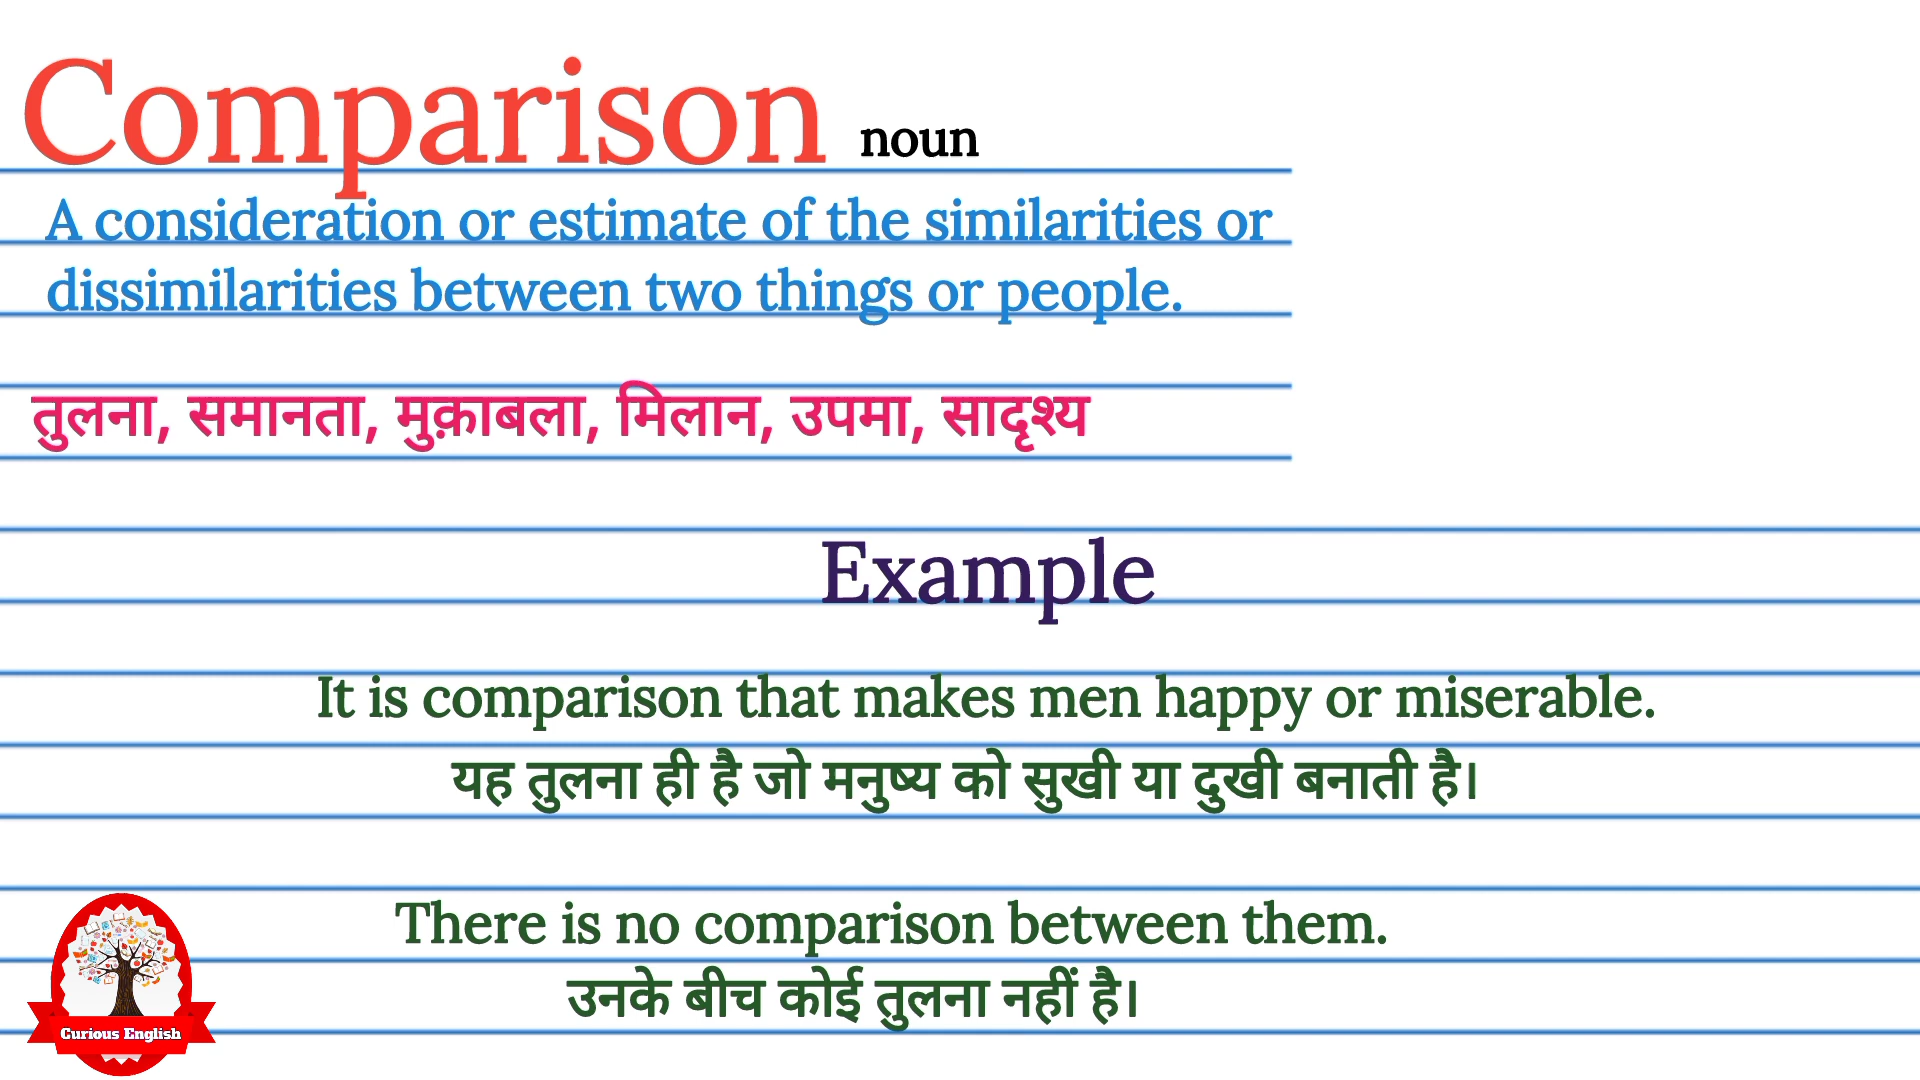 Comparison noun
A consideration or estimate of the similarities or
dissimilarities between two things or people.
तुलना, समानता, मुक़ाबला, मिलान, उपमा, सादृश्य
Example
It is comparison that makes men happy or miserable.
यह तुलना ही है जो मनुष्य को सुखी या दुखी बनाती है।
There is no comparison between them.
उनके बीच कोई तुलना नहीं है।
Curious English